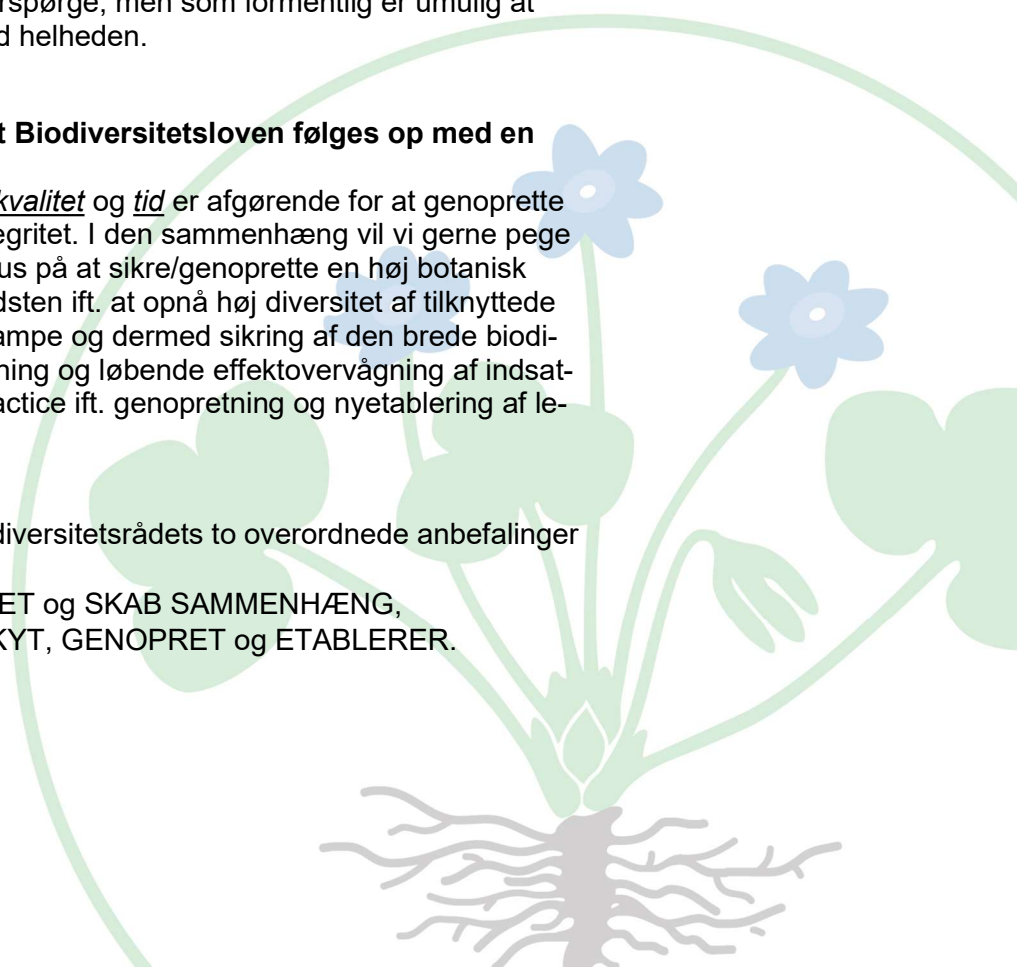 rspørge, men som formentlig er umulig at
d helheden.
t Biodiversitetsloven følges op med en
kvalitet og tid er afgørende for at genoprette
egritet. I den sammenhæng vil vi gerne pege
us på at sikre/genoprette en høj botanisk
dsten ift. at opnå høj diversitet af tilknyttede
ampe og dermed sikring af den brede biodi-
ning og løbende effektovervågning af indsat-
actice ift. genopretning og nyetablering af le-
diversitetsrådets to overordnede anbefalinger
ET og SKAB SAMMENHÆNG,
KYT, GENOPRET og ETABLERER.